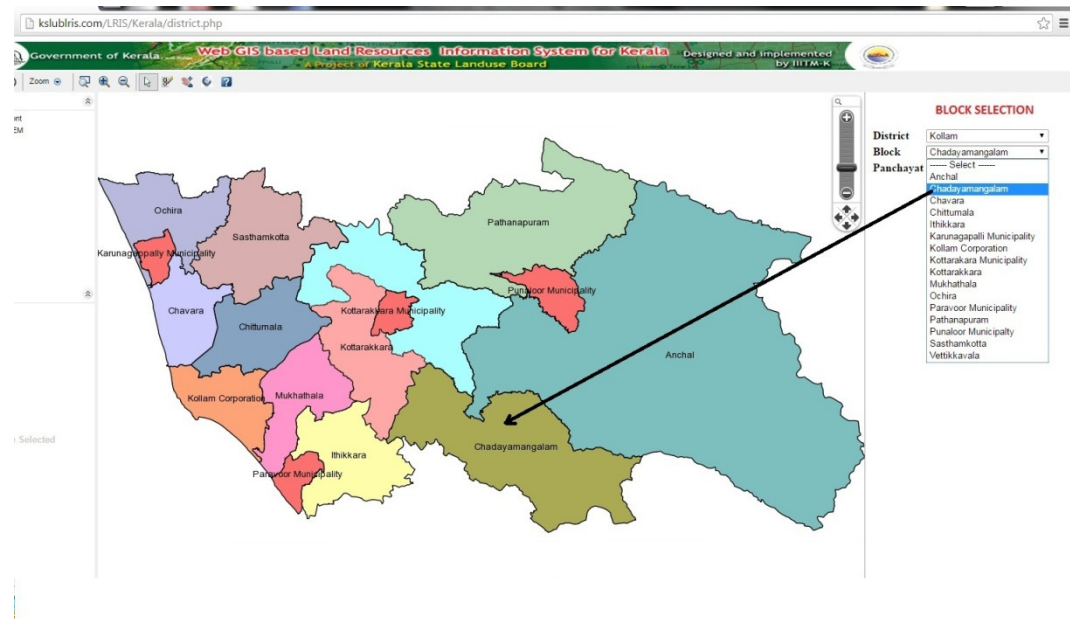 kslublris.com/LRIS/Kerala/district.php
Government of Kerala
Web GIS based Land Resources Information System for Kerala
A Project of Kerala State Landuse Board
Designed and Implemented
by IIITM-K
Zoom
EM
BLOCK SELECTION
District Kollam
Block Chadayamangalam
Panchayat
------ Select ------
Anchal
Chadayamangalam
Chavara
Chittumala
Ithikkara
Karunagapalli Municipality
Kollam Corporation
Kottarakara Municipality
Kottarakkara
Mukhathala
Ochira
Paravoor Municipality
Pathanapuram
Punaloor Municipalty
Sasthamkotta
Vettikkavala
Ochira
Sasthamkotta
Pathanapuram
Karunagappally Municipality
Punaloor Municipality
Chavara
Chittumala
Kottarakkara Municipality
Kottarakkara
Anchal
Kollam Corporation
Mukhathala
Chadayamangalam
Ithikkara
Paravoor Municipality
Selected